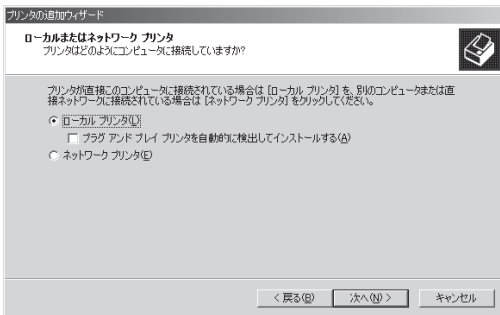 プリンタの追加ウィザード
ローカルまたはネットワーク プリンタ
プリンタはどのようにコンピュータに接続していますか?
プリンタが直接このコンピュータに接続されている場合は [ローカル プリンタ] を、別のコンピュータまたは直
接ネットワークに接続されている場合は [ネットワーク プリンタ] をクリックしてください。
ローカル プリンタ(L)
プラグ アンド プレイ プリンタを自動的に検出してインストールする(A)
ネットワーク プリンタ(E)
< 戻る(B)
次へ(N) >
キャンセル